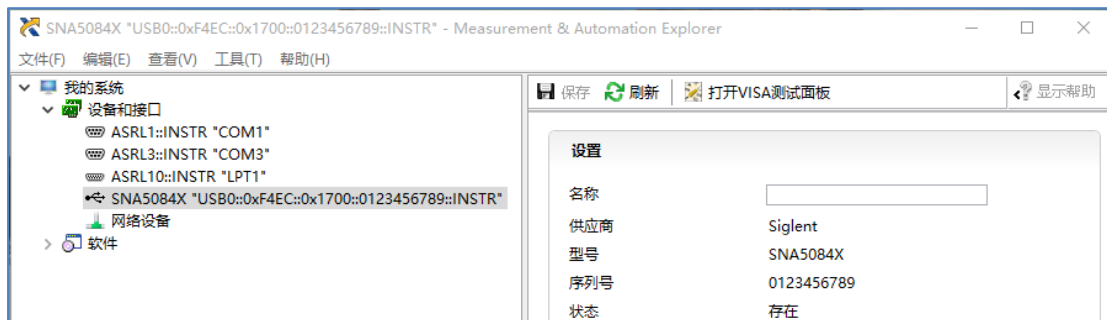 SNA5084X "USB0::0xF4EC::0x1700::0123456789::INSTR" - Measurement & Automation Explorer
文件(F) 编辑(E) 查看(V) 工具(T) 帮助(H)
我的系统
设备和接口
ASRL1::INSTR "COM1"
ASRL3::INSTR "COM3"
ASRL10::INSTR "LPT1"
SNA5084X "USB0::0xF4EC::0x1700::0123456789::INSTR"
网络设备
软件
保存 刷新 打开VISA测试面板 显示帮助
设置
名称
供应商 Siglent
型号 SNA5084X
序列号 0123456789
状态 存在